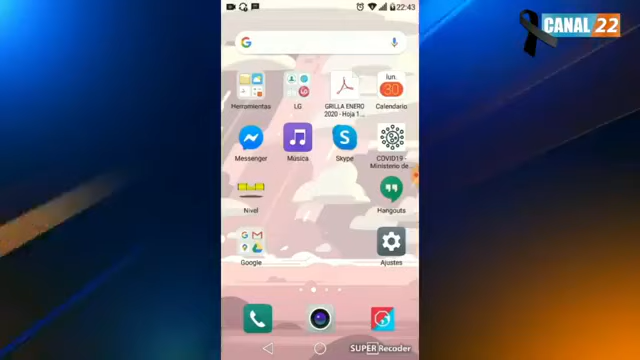 22:43
CANAL 22
G
lun.
30
Herramientas
LG
GRILLA ENERO
2020 - Hoja 1...
Calendario
Messenger
Música
Skype
COVID19 -
Ministerio de...
Nivel
Hangouts
Google
Ajustes
SUPER Recorder